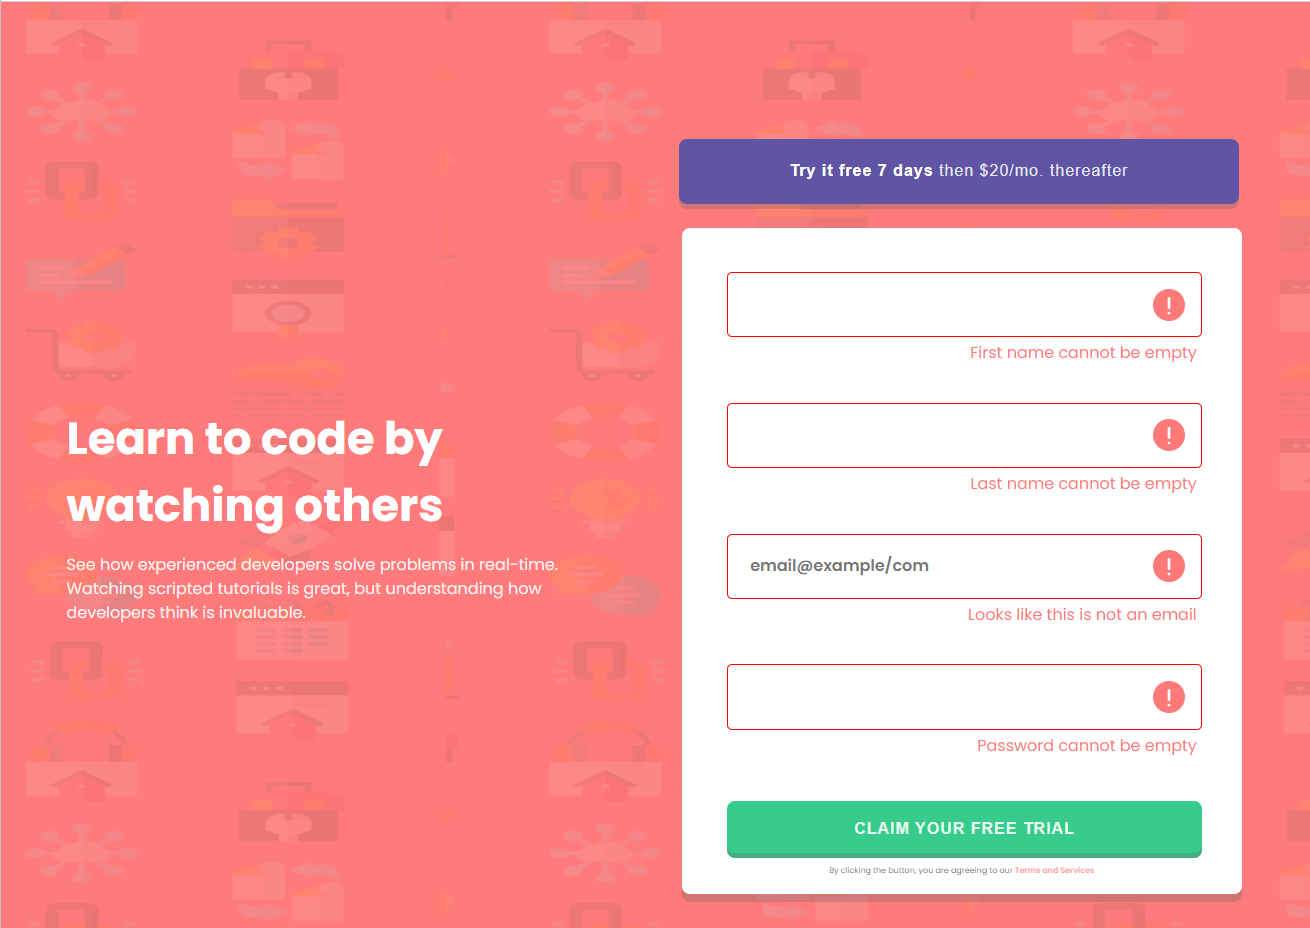 Learn to code by
watching others
See how experienced developers solve problems in real-time.
Watching scripted tutorials is great, but understanding how
developers think is invaluable.
Try it free 7 days then $20/mo. thereafter
First name cannot be empty
Last name cannot be empty
email@example/com
Looks like this is not an email
Password cannot be empty
CLAIM YOUR FREE TRIAL
By clicking the button, you are agreeing to our Terms and Services